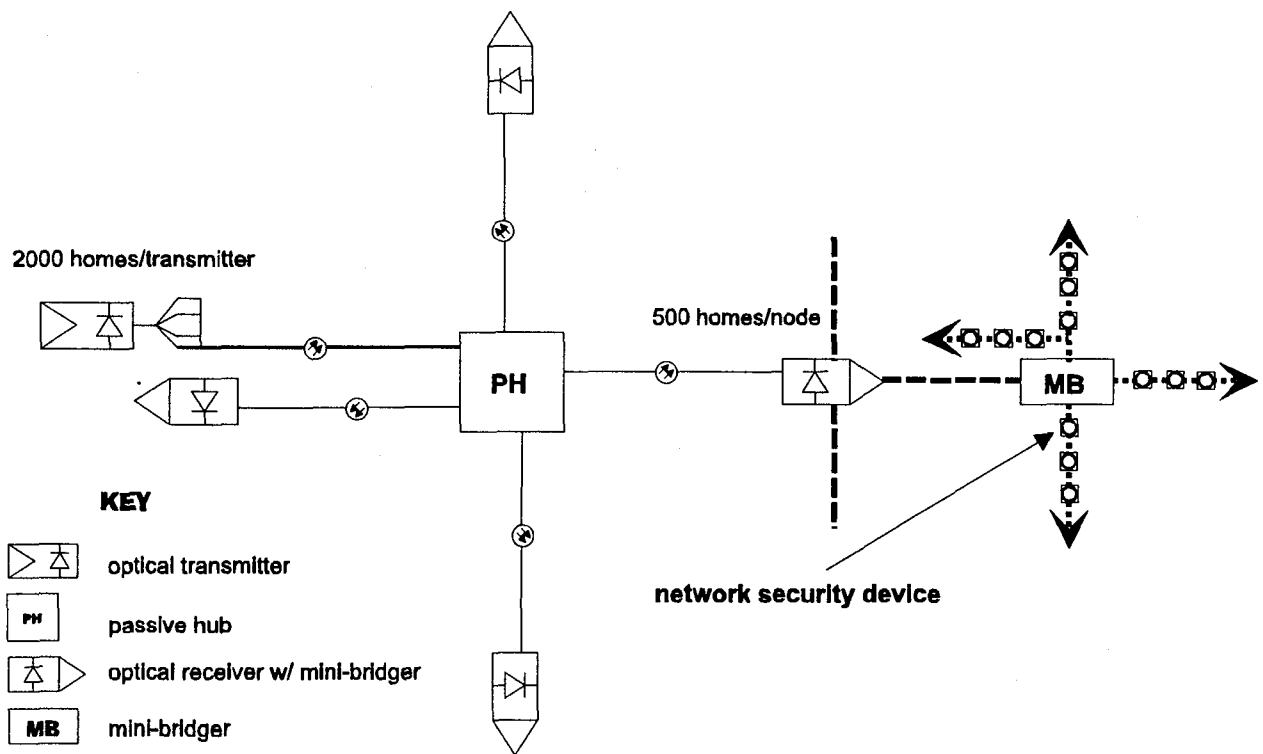 2000 homes/transmitter
500 homes/node
PH
MB
network security device
KEY
optical transmitter
PH
passive hub
optical receiver w/ mini-bridger
MB
mini-bridger